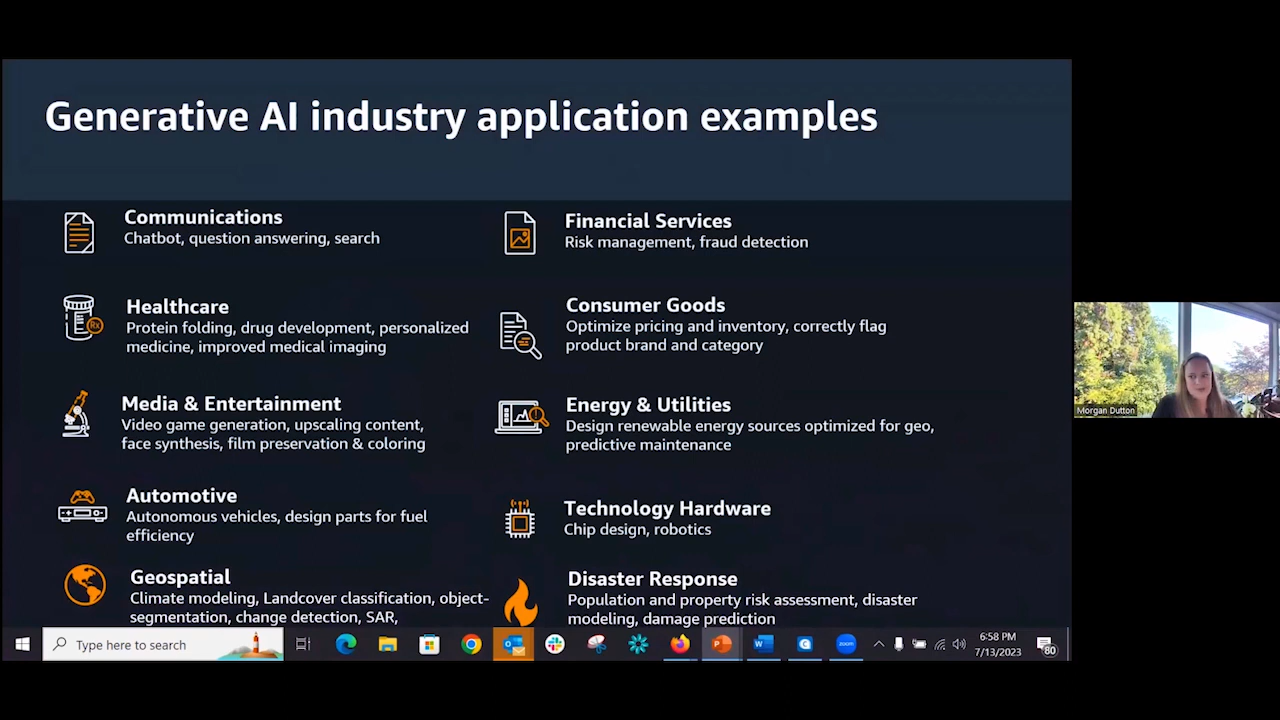 Generative AI industry application examples
Communications
Chatbot, question answering, search
Healthcare
Protein folding, drug development, personalized
medicine, improved medical imaging
Media & Entertainment
Video game generation, upscaling content,
face synthesis, film preservation & coloring
Automotive
Autonomous vehicles, design parts for fuel
efficiency
Geospatial
Climate modeling, Landcover classification, object-
segmentation, change detection, SAR,
Financial Services
Risk management, fraud detection
Consumer Goods
Optimize pricing and inventory, correctly flag
product brand and category
Energy & Utilities
Design renewable energy sources optimized for geo,
predictive maintenance
Technology Hardware
Chip design, robotics
Disaster Response
Population and property risk assessment, disaster
modeling, damage prediction
Rx
Morgan Dutton
Type here to search
zoom
6:58 PM
7/13/2023
80